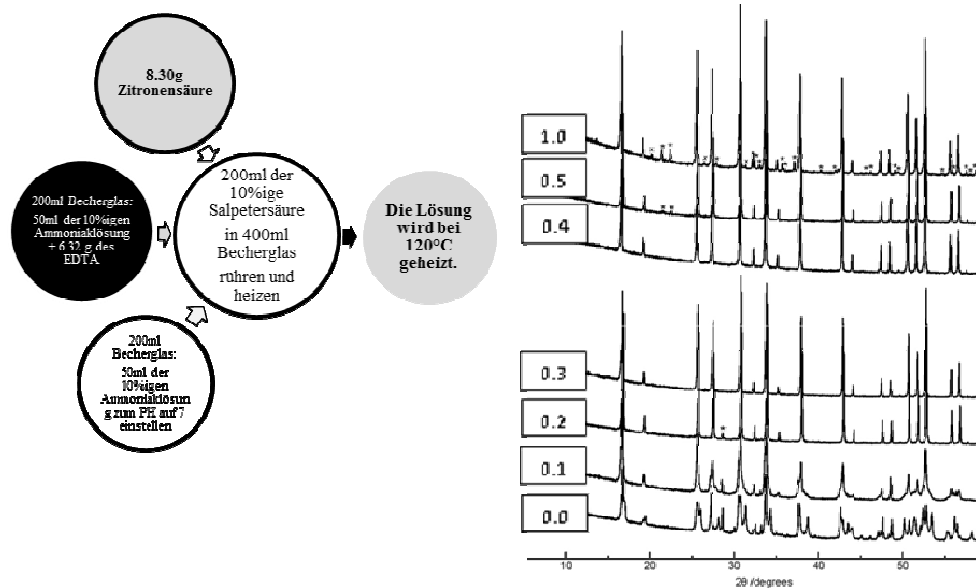 8.30g
Zitronensäure
200ml Becherglas:
50ml der 10%igen
Ammoniaklösung
+ 6.32 g des
EDTA
200ml der
10%ige
Salpetersäure
in 400ml
Becherglas
rühren und
heizen
Die Lösung
wird bei
120°C
geheizt.
200ml
Becherglas:
50ml der
10%igen
Ammoniaklösun
g zum PH auf 7
einstellen
1.0
0.5
0.4
0.3
0.2
0.1
0.0
10
20
30
40
50
2θ /degrees